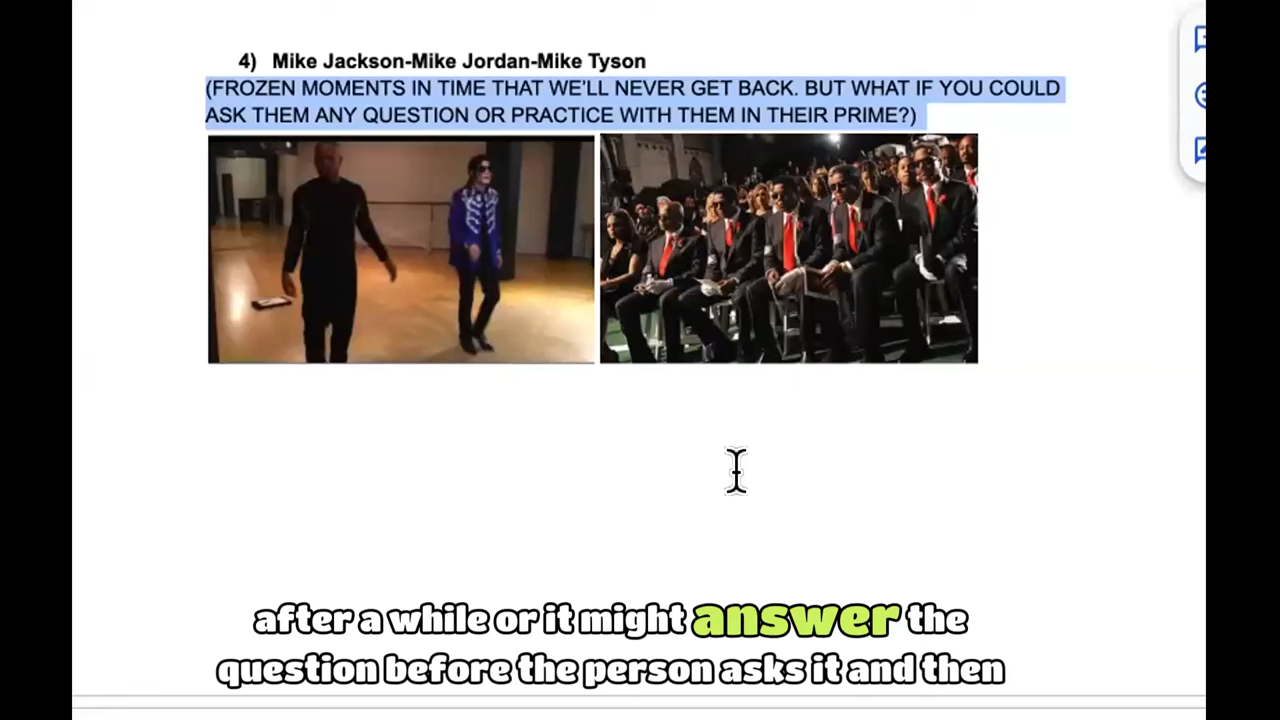 4) Mike Jackson-Mike Jordan-Mike Tyson
(FROZEN MOMENTS IN TIME THAT WE'LL NEVER GET BACK. BUT WHAT IF YOU COULD
ASK THEM ANY QUESTION OR PRACTICE WITH THEM IN THEIR PRIME?)
after a while or it might answer the
question before the person asks it and then